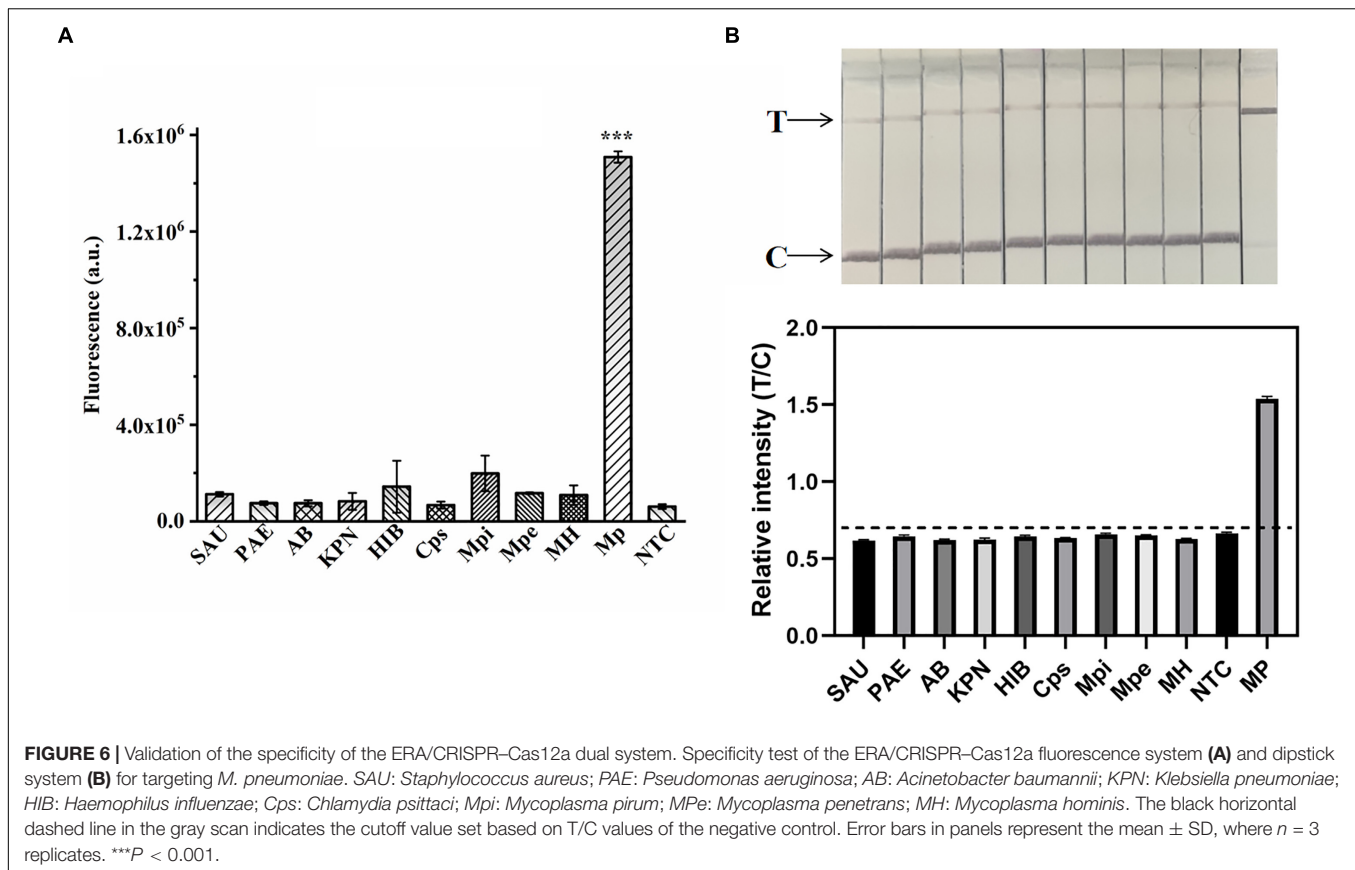 A
B
1.6x10⁶
1.2x10⁶
8.0x10⁵
4.0x10⁵
0.0
Fluorescence (a.u.)
***
SAU
PAE
AB
KPN
HIB
Cps
Mpi
Mpe
MH
Mp
NTC
T
C
Relative intensity (T/C)
2.0
1.5
1.0
0.5
0.0
SAU
PAE
AB
KPN
HIB
Cps
Mpi
Mpe
MH
NTC
MP
FIGURE 6 | Validation of the specificity of the ERA/CRISPR–Cas12a dual system. Specificity test of the ERA/CRISPR–Cas12a fluorescence system (A) and dipstick
system (B) for targeting M. pneumoniae. SAU: Staphylococcus aureus; PAE: Pseudomonas aeruginosa; AB: Acinetobacter baumannii; KPN: Klebsiella pneumoniae;
HIB: Haemophilus influenzae; Cps: Chlamydia psittaci; Mpi: Mycoplasma pirum; MPe: Mycoplasma penetrans; MH: Mycoplasma hominis. The black horizontal
dashed line in the gray scan indicates the cutoff value set based on T/C values of the negative control. Error bars in panels represent the mean ± SD, where n = 3
replicates. ***P < 0.001.